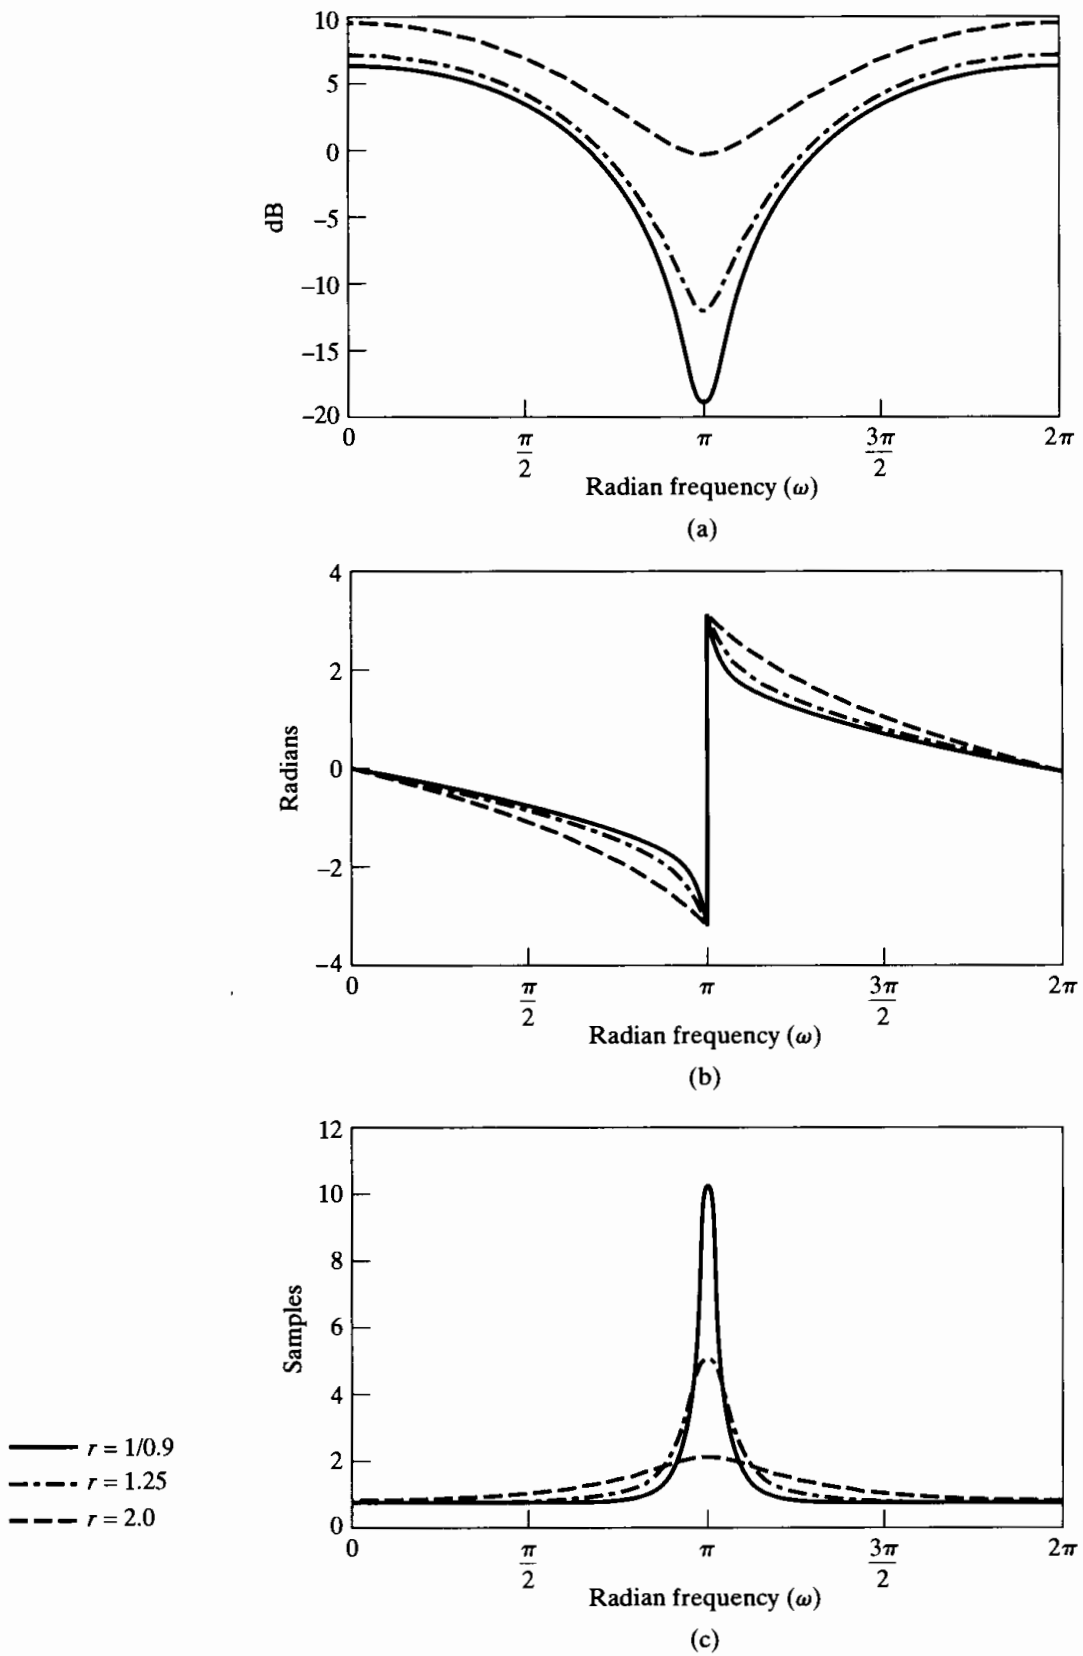 10
5
0
−5
−10
−15
−20
dB
0
π/2
π
3π/2
2π
Radian frequency (ω)
(a)
4
2
0
−2
−4
Radians
0
π/2
π
3π/2
2π
Radian frequency (ω)
(b)
12
10
8
6
4
2
0
Samples
0
π/2
π
3π/2
2π
Radian frequency (ω)
(c)
r = 1/0.9
r = 1.25
r = 2.0